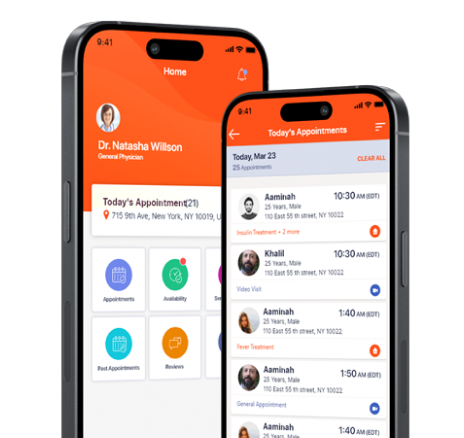 9:41
Home
Dr. Natasha Willson
General Physician
Today's Appointment(21)
715 9th Ave, New York, NY 10019, U
Appointments
Availability
Past Appointments
Reviews
9:41
Today's Appointments
Today, Mar 23
CLEAR ALL
25 Appointments
Aaminah
10:30 AM (EDT)
25 Years, Male
110 East 55 th street, NY 10022
Insulin Treatment + 2 more
Khalil
10:30 AM (EDT)
25 Years, Male
110 East 55 th street, NY 10022
Video Visit
Aaminah
1:40 AM (EDT)
25 Years, Male
110 East 55 th street, NY 10022
Fever Treatment
Aaminah
1:50 AM (EDT)
25 Years, Male
110 East 55 th street, NY 10022
General Appointment
Aaminah
1:40 AM (EDT)
25 Years, Male